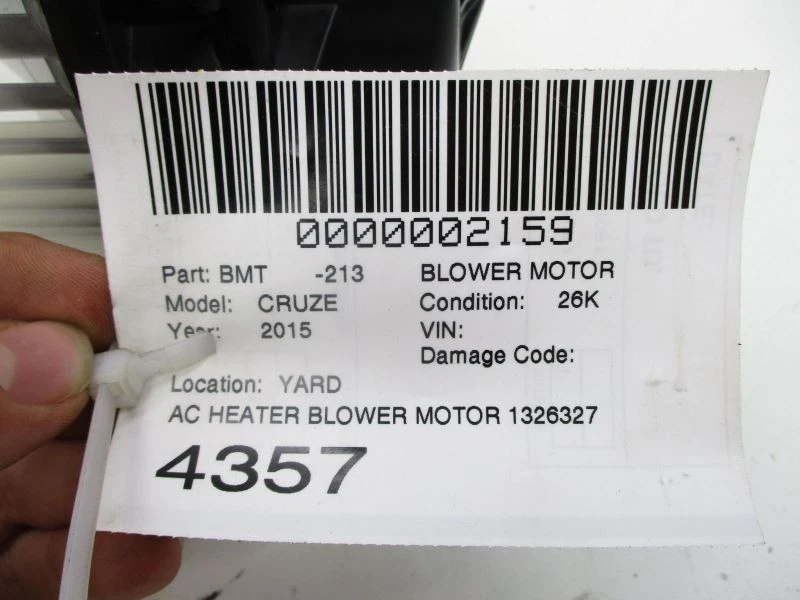 0000002159
Part: BMT -213 BLOWER MOTOR
Model: CRUZE Condition: 26K
Year: 2015 VIN:
Damage Code:
Location: YARD
AC HEATER BLOWER MOTOR 1326327
4357